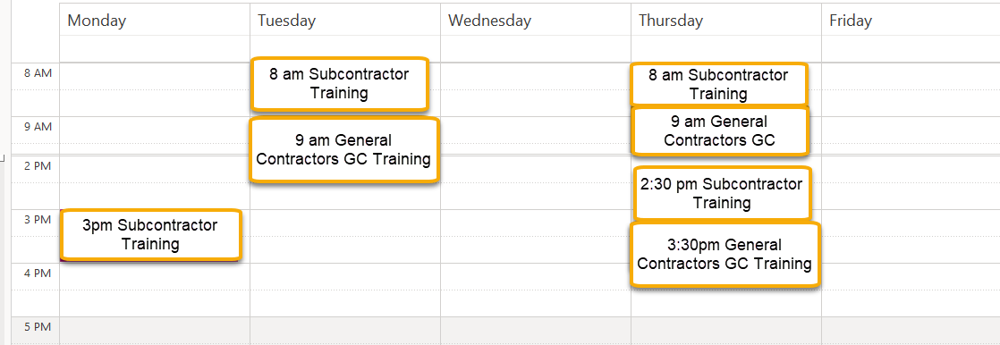 Monday
Tuesday
Wednesday
Thursday
Friday
8 AM
8 am Subcontractor
Training
8 am Subcontractor
Training
9 AM
9 am General
Contractors GC Training
9 am General
Contractors GC
2 PM
2:30 pm Subcontractor
Training
3 PM
3pm Subcontractor
Training
3:30pm General
Contractors GC Training
4 PM
5 PM